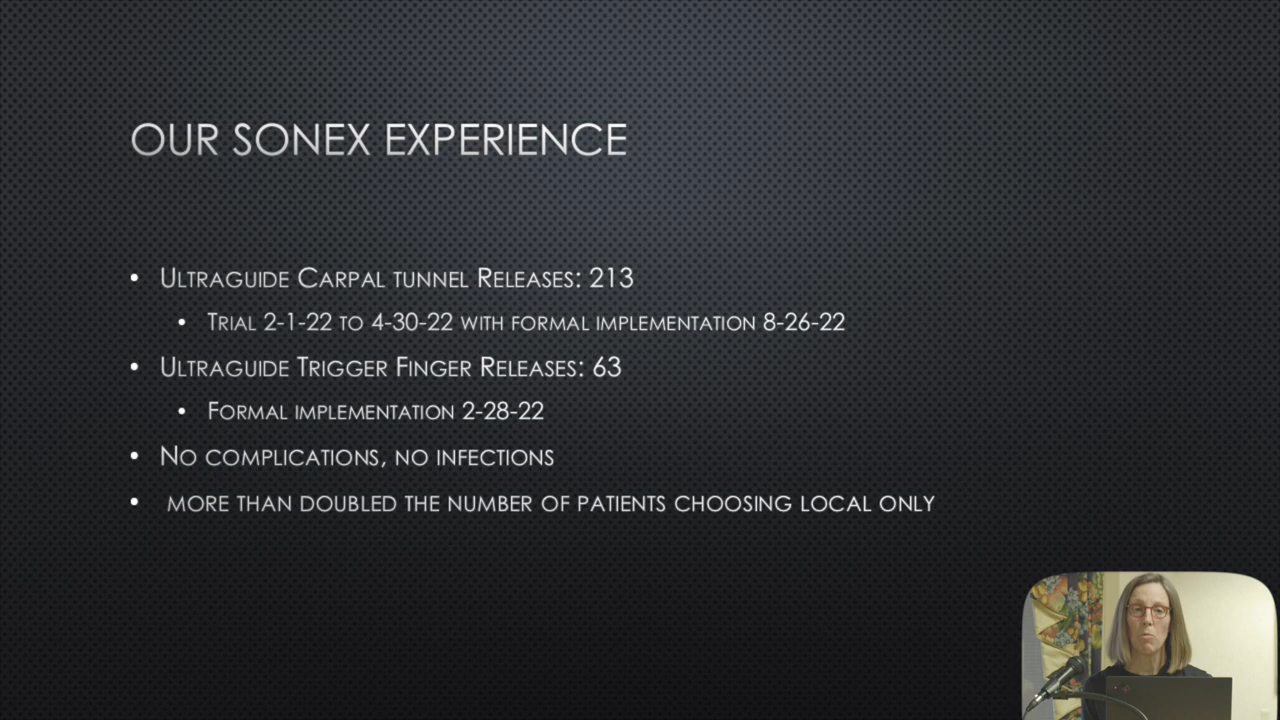 OUR SONEX EXPERIENCE
• ULTRAGUIDE CARPAL TUNNEL RELEASES: 213
• TRIAL 2-1-22 TO 4-30-22 WITH FORMAL IMPLEMENTATION 8-26-22
• ULTRAGUIDE TRIGGER FINGER RELEASES: 63
• FORMAL IMPLEMENTATION 2-28-22
• NO COMPLICATIONS, NO INFECTIONS
• MORE THAN DOUBLED THE NUMBER OF PATIENTS CHOOSING LOCAL ONLY